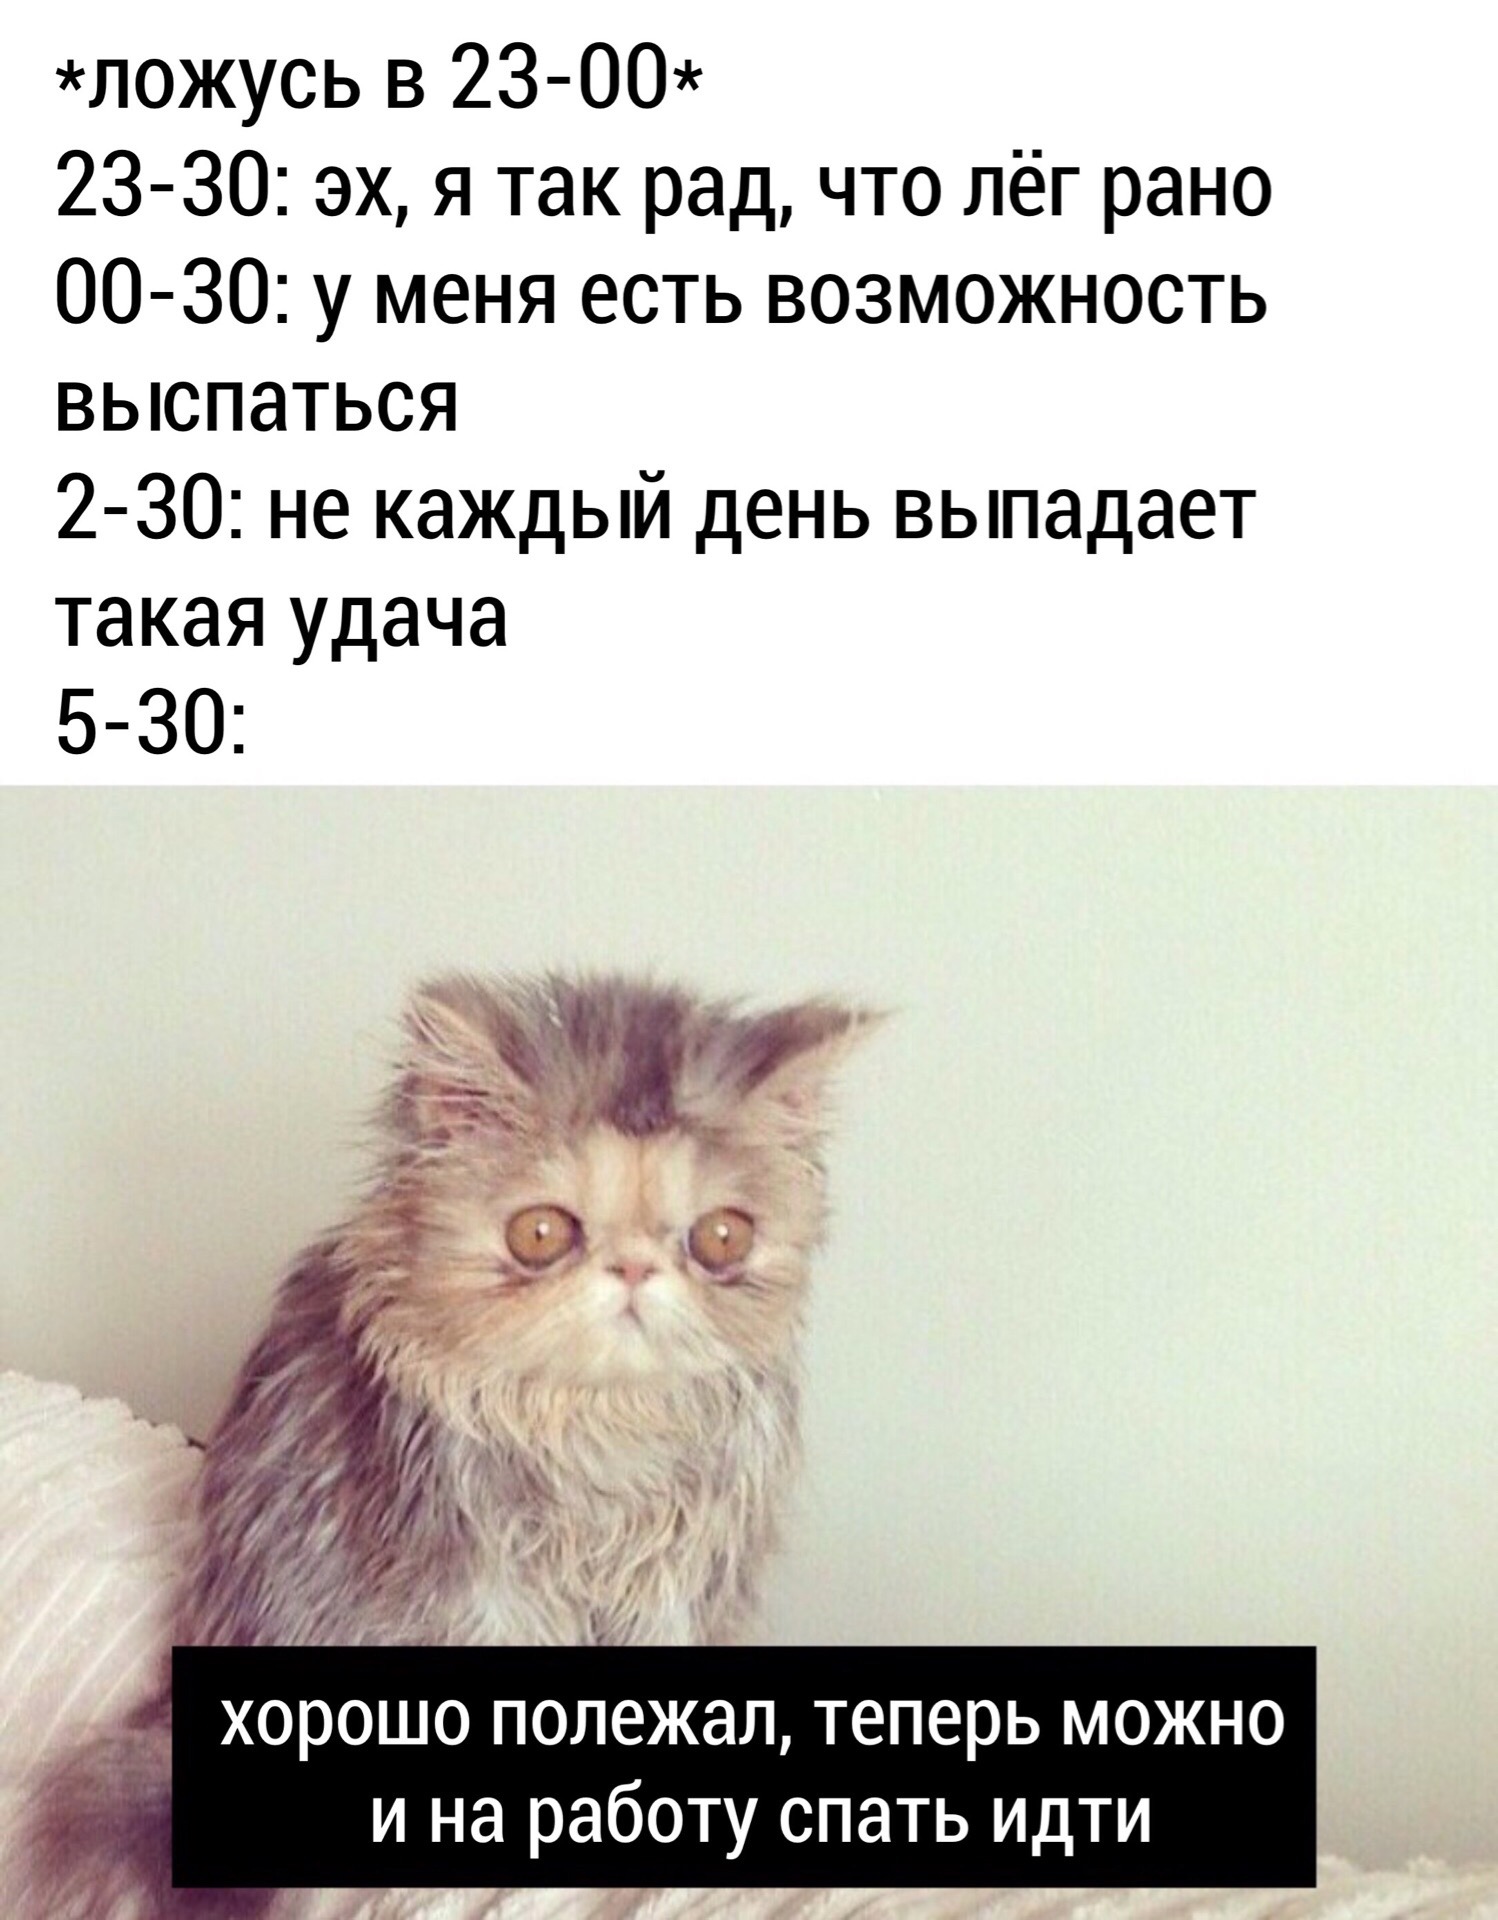 *ложусь в 23-00*
23-30: эх, я так рад, что лёг рано
00-30: у меня есть возможность
выспаться
2-30: не каждый день выпадает
такая удача
5-30:
хорошо полежал, теперь можно
и на работу спать идти